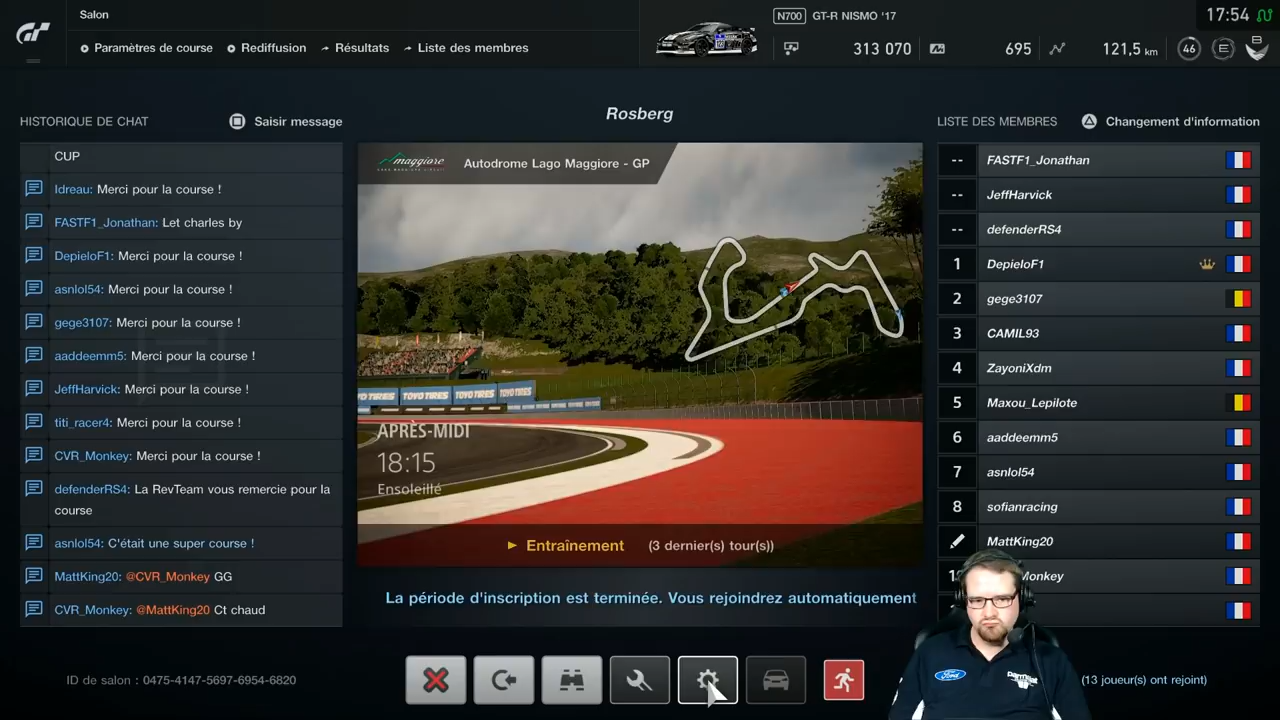 Salon
N700 GT-R NISMO '17
17:54
Paramètres de course Rediffusion Résultats Liste des membres
313 070 695 121,5 km 46 E B
HISTORIQUE DE CHAT Saisir message
Rosberg
LISTE DES MEMBRES Changement d'information
CUP
Idreau: Merci pour la course !
FASTF1_Jonathan: Let charles by
DepieloF1: Merci pour la course !
asnlol54: Merci pour la course !
gege3107: Merci pour la course !
aaddeemm5: Merci pour la course !
JeffHarvick: Merci pour la course !
titi_racer4: Merci pour la course !
CVR_Monkey: Merci pour la course !
defenderRS4: La RevTeam vous remercie pour la
course
asnlol54: C'était une super course !
MattKing20: @CVR_Monkey GG
CVR_Monkey: @MattKing20 Ct chaud
maggiore Autodrome Lago Maggiore - GP
TOYO TIRES TOYO TIRES TOYO TIRES
APRÈS-MIDI
18:15
Ensoleillé
Entraînement (3 dernier(s) tour(s))
La période d'inscription est terminée. Vous rejoindrez automatiquement
-- FASTF1_Jonathan
-- JeffHarvick
-- defenderRS4
1 DepieloF1
2 gege3107
3 CAMIL93
4 ZayoniXdm
5 Maxou_Lepilote
6 aaddeemm5
7 asnlol54
8 sofianracing
MattKing20
Monkey
Ford
ID de salon : 0475-4147-5697-6954-6820
(13 joueur(s) ont rejoint)